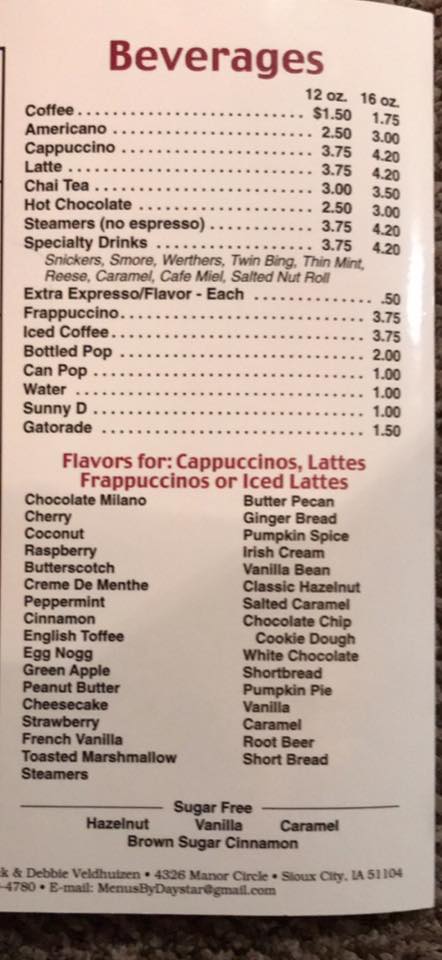 Beverages
12 oz. 16 oz.
Coffee . . . . . . . . . . . . . . . . . . . . . . . . . . $1.50 1.75
Americano . . . . . . . . . . . . . . . . . . . . . . . 2.50 3.00
Cappuccino . . . . . . . . . . . . . . . . . . . . . . 3.75 4.20
Latte . . . . . . . . . . . . . . . . . . . . . . . . . . . . 3.75 4.20
Chai Tea . . . . . . . . . . . . . . . . . . . . . . . . . 3.00 3.50
Hot Chocolate . . . . . . . . . . . . . . . . . . . . 2.50 3.00
Steamers (no espresso) . . . . . . . . . . . . 3.75 4.20
Specialty Drinks . . . . . . . . . . . . . . . . . . 3.75 4.20
Snickers, Smore, Werthers, Twin Bing, Thin Mint,
Reese, Caramel, Cafe Miel, Salted Nut Roll
Extra Expresso/Flavor - Each . . . . . . . . . . . . . .50
Frappuccino . . . . . . . . . . . . . . . . . . . . . . . . . . . 3.75
Iced Coffee . . . . . . . . . . . . . . . . . . . . . . . . . . . . 3.75
Bottled Pop . . . . . . . . . . . . . . . . . . . . . . . . . . . 2.00
Can Pop . . . . . . . . . . . . . . . . . . . . . . . . . . . . . . 1.00
Water . . . . . . . . . . . . . . . . . . . . . . . . . . . . . . . . 1.00
Sunny D . . . . . . . . . . . . . . . . . . . . . . . . . . . . . . 1.00
Gatorade . . . . . . . . . . . . . . . . . . . . . . . . . . . . . 1.50
Flavors for: Cappuccinos, Lattes
Frappuccinos or Iced Lattes
Chocolate Milano
Cherry
Coconut
Raspberry
Butterscotch
Creme De Menthe
Peppermint
Cinnamon
English Toffee
Egg Nogg
Green Apple
Peanut Butter
Cheesecake
Strawberry
French Vanilla
Toasted Marshmallow
Steamers
Butter Pecan
Ginger Bread
Pumpkin Spice
Irish Cream
Vanilla Bean
Classic Hazelnut
Salted Caramel
Chocolate Chip
Cookie Dough
White Chocolate
Shortbread
Pumpkin Pie
Vanilla
Caramel
Root Beer
Short Bread
Sugar Free
Hazelnut Vanilla Caramel
Brown Sugar Cinnamon
k & Debbie Veldhuizen • 4326 Manor Circle • Sioux City, IA 51104
-4780 • E-mail: MenusByDaystar@gmail.com